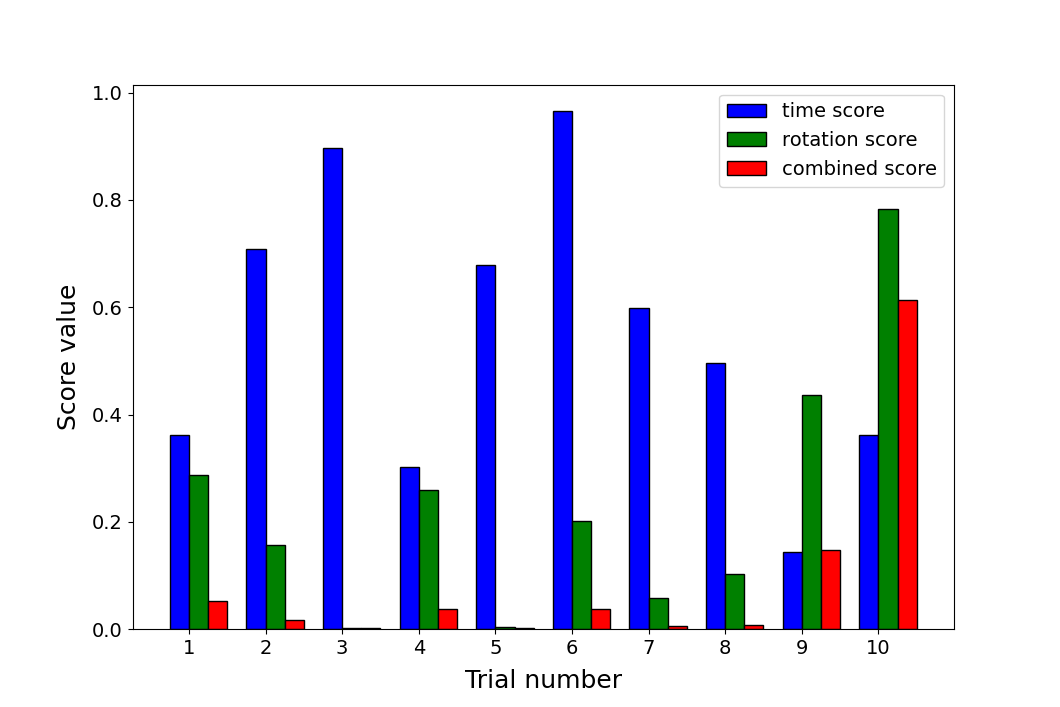 1.0
0.8
0.6
0.4
0.2
0.0
Score value
time score
rotation score
combined score
1 2 3 4 5 6 7 8 9 10
Trial number